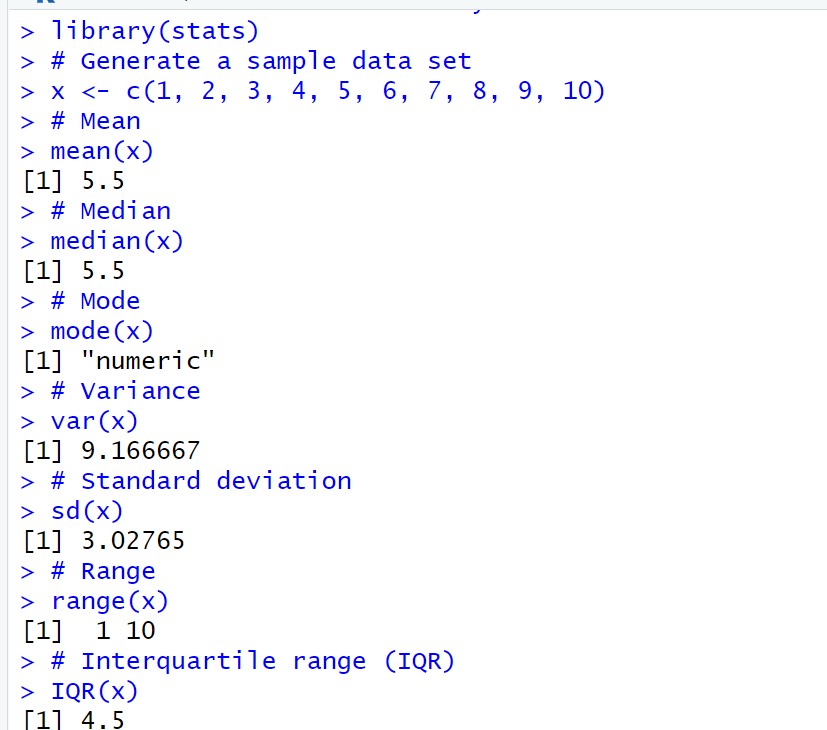 > library(stats)
> # Generate a sample data set
> x <- c(1, 2, 3, 4, 5, 6, 7, 8, 9, 10)
> # Mean
> mean(x)
[1] 5.5
> # Median
> median(x)
[1] 5.5
> # Mode
> mode(x)
[1] "numeric"
> # Variance
> var(x)
[1] 9.166667
> # Standard deviation
> sd(x)
[1] 3.02765
> # Range
> range(x)
[1]  1 10
> # Interquartile range (IQR)
> IQR(x)
[1] 4.5